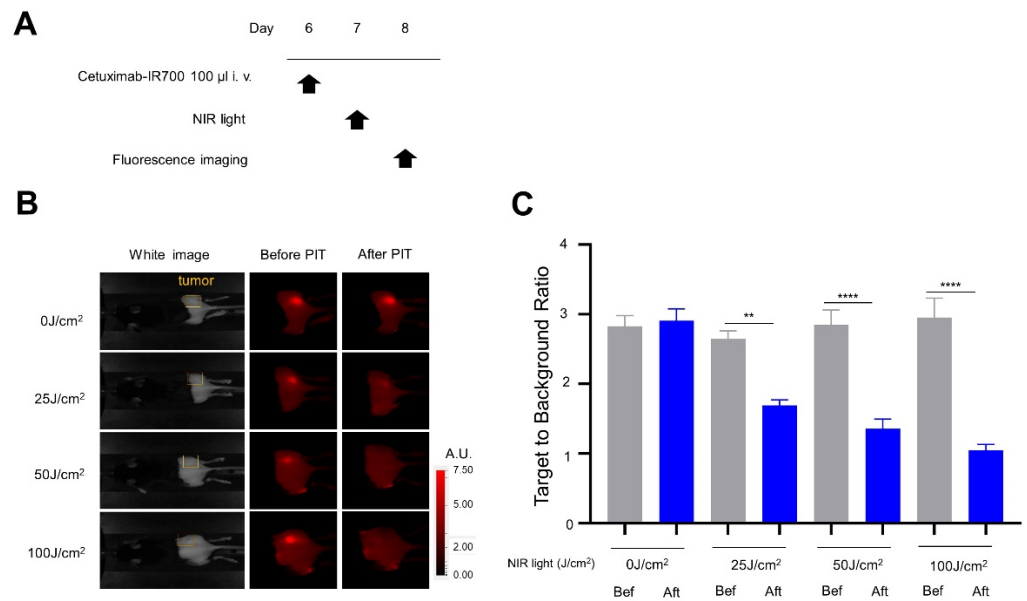 A
Day 6 7 8
Cetuximab-IR700 100 µl i. v.
NIR light
Fluorescence imaging
B
White image Before PIT After PIT
tumor
0J/cm²
25J/cm²
50J/cm²
100J/cm²
A.U.
7.50
5.00
2.00
0.00
C
Target to Background Ratio
4
3
2
1
0
** **** ****
NIR light (J/cm²) 0J/cm² 25J/cm² 50J/cm² 100J/cm²
Bef Aft Bef Aft Bef Aft Bef Aft